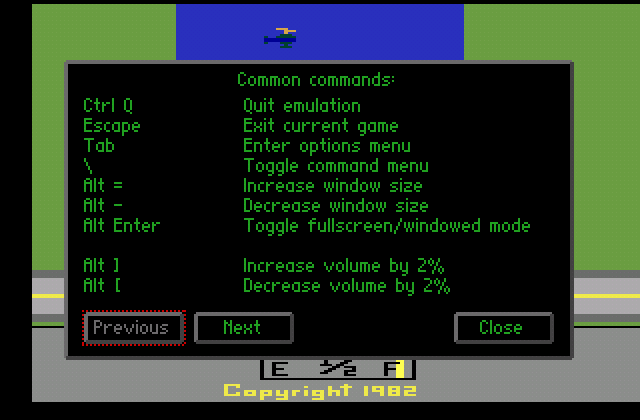 Common commands:
Ctrl Q Quit emulation
Escape Exit current game
Tab Enter options menu
\ Toggle command menu
Alt = Increase window size
Alt - Decrease window size
Alt Enter Toggle fullscreen/windowed mode
Alt ] Increase volume by 2%
Alt [ Decrease volume by 2%
Previous Next Close
E 1/2 F
Copyright 1982